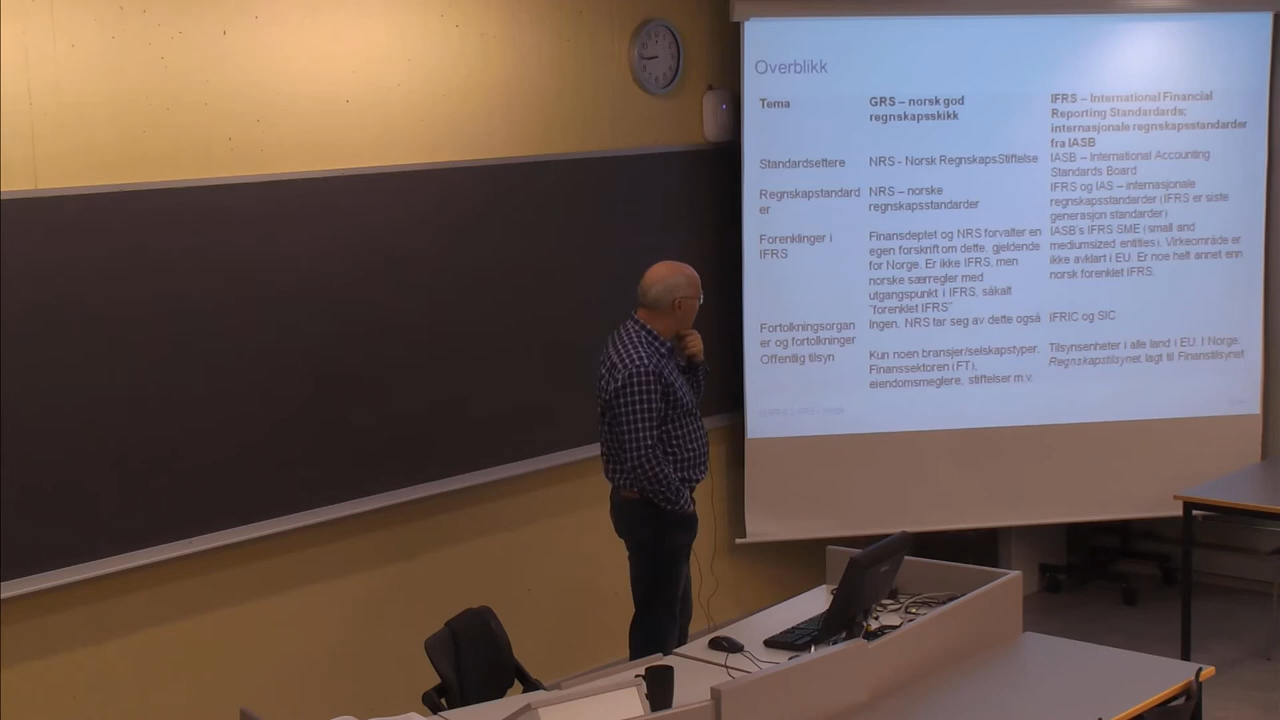 Overblikk
Tema
GRS – norsk god
regnskapsskikk
IFRS – International Financial
Reporting Standardards;
internasjonale regnskapsstandarder
fra IASB
Standardsettere
NRS - Norsk RegnskapsStiftelse
IASB – International Accounting
Standards Board
Regnskapstandard
er
NRS – norske
regnskapsstandarder
IFRS og IAS – internasjonale
regnskapsstandarder (IFRS er siste
generasjon standarder)
Forenklinger i
IFRS
Finansdeptet og NRS forvalter en
egen forskrift om dette, gjeldende
for Norge. Er ikke IFRS, men
norske særregler med
utgangpunkt i IFRS, såkalt
"forenklet IFRS"
IASB's IFRS SME (small and
mediumsized entities). Virkeområde er
ikke avklart i EU. Er noe helt annet enn
norsk forenklet IFRS.
Fortolkningsorgan
er og fortolkninger
Ingen, NRS tar seg av dette også
IFRIC og SIC
Offentlig tilsyn
Kun noen bransjer/selskapstyper,
Finanssektoren (FT),
eiendomsmeglere, stiftelser m.v.
Tilsynsenheter i alle land i EU. I Norge:
Regnskapstilsynet, lagt til Finanstilsynet